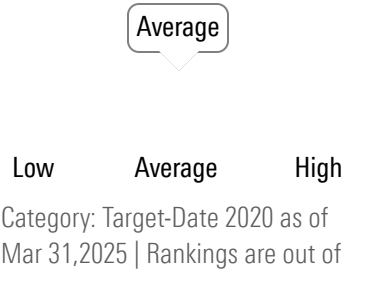 Average
Low Average High
Category: Target-Date 2020 as of
Mar 31,2025 | Rankings are out of